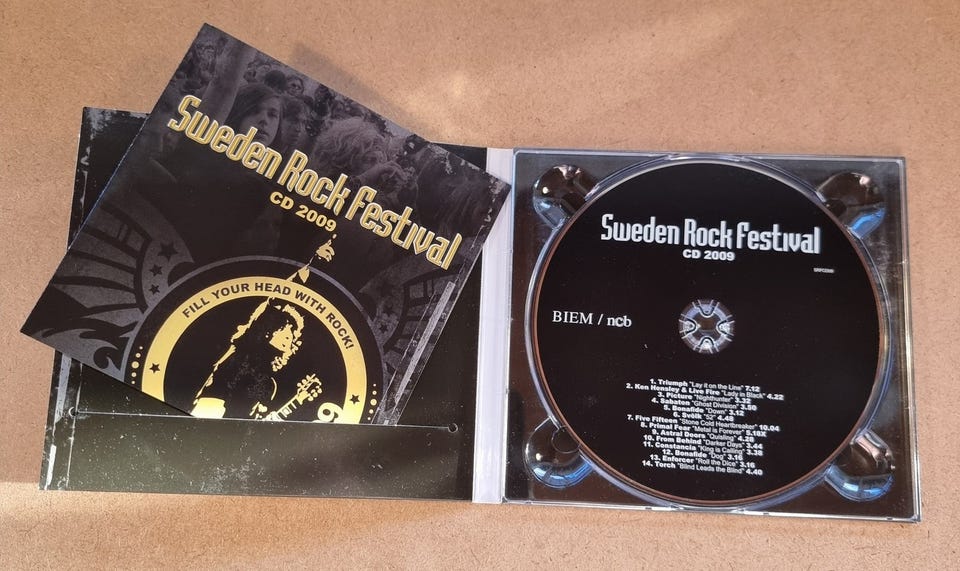 Sweden Rock Festival
CD 2009
FILL YOUR HEAD WITH ROCK!
Sweden Rock Festival
CD 2009
BIEM / ncb
1. Triumph "Lay it on the Line" 7.12
2. Ken Hensley & Live Fire "Lady in Black" 4.22
3. Picture "Nighthunter" 3.32
4. Sabaton "Ghost Division" 3.50
5. Bonafide "Down" 3.12
6. Svölk "52" 4.48
7. Five Fifteen "Stone Cold Heartbreaker" 10.04
8. Primal Fear "Metal is Forever" 5.18X
9. Astral Doors "Quisling" 4.28
10. From Behind "Darker Days" 3.44
11. Constancia "King is Calling" 3.38
12. Bonafide "Dog" 3.16
13. Enforcer "Roll the Dice" 3.16
14. Torch "Blind Leads the Blind" 4.40